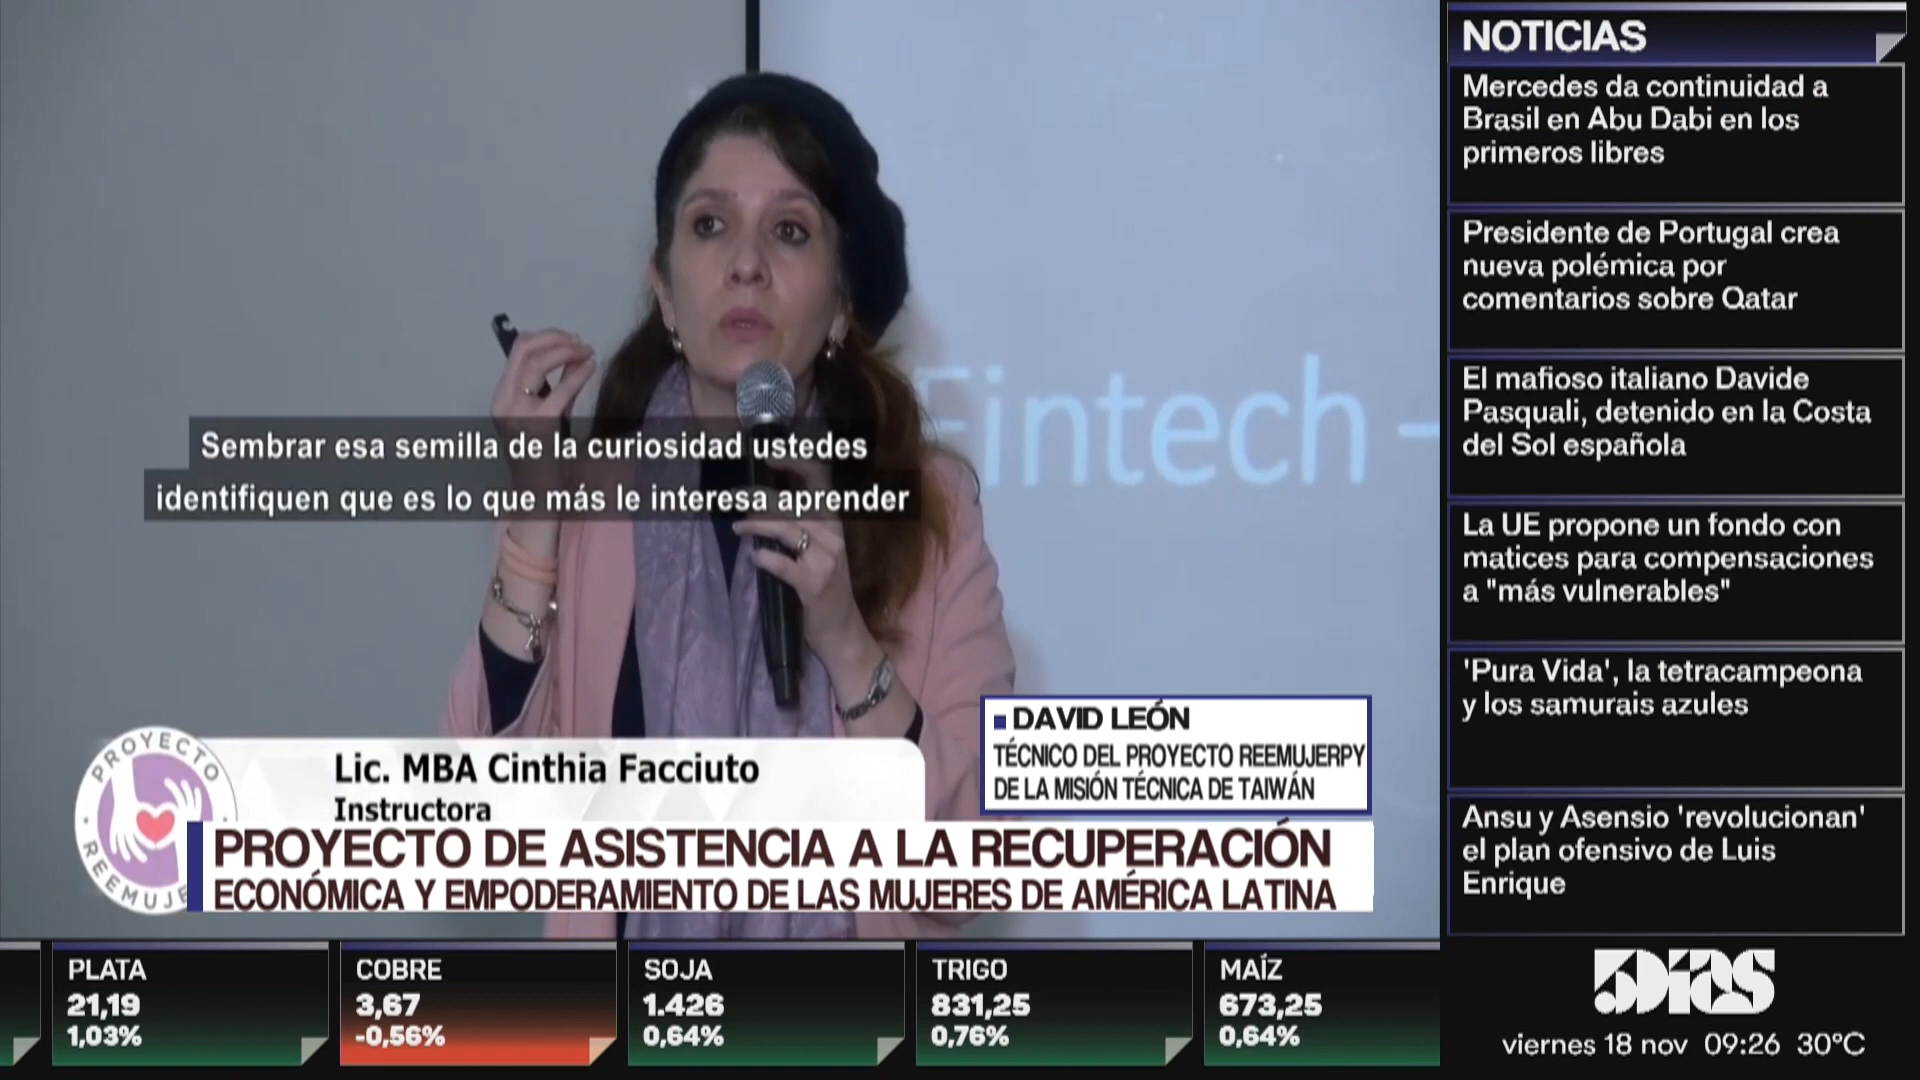 Fintech -
Sembrar esa semilla de la curiosidad ustedes
identifiquen que es lo que más le interesa aprender
PROYECTO
REEMUJE
Lic. MBA Cinthia Facciuto
Instructora
DAVID LEÓN
TÉCNICO DEL PROYECTO REEMUJERPY
DE LA MISIÓN TÉCNICA DE TAIWÁN
PROYECTO DE ASISTENCIA A LA RECUPERACIÓN
ECONÓMICA Y EMPODERAMIENTO DE LAS MUJERES DE AMÉRICA LATINA
NOTICIAS
Mercedes da continuidad a
Brasil en Abu Dabi en los
primeros libres
Presidente de Portugal crea
nueva polémica por
comentarios sobre Qatar
El mafioso italiano Davide
Pasquali, detenido en la Costa
del Sol española
La UE propone un fondo con
matices para compensaciones
a "más vulnerables"
'Pura Vida', la tetracampeona
y los samurais azules
Ansu y Asensio 'revolucionan'
el plan ofensivo de Luis
Enrique
PLATA
21,19
1,03%
COBRE
3,67
-0,56%
SOJA
1.426
0,64%
TRIGO
831,25
0,76%
MAÍZ
673,25
0,64%
5DIAS
viernes 18 nov 09:26 30°C